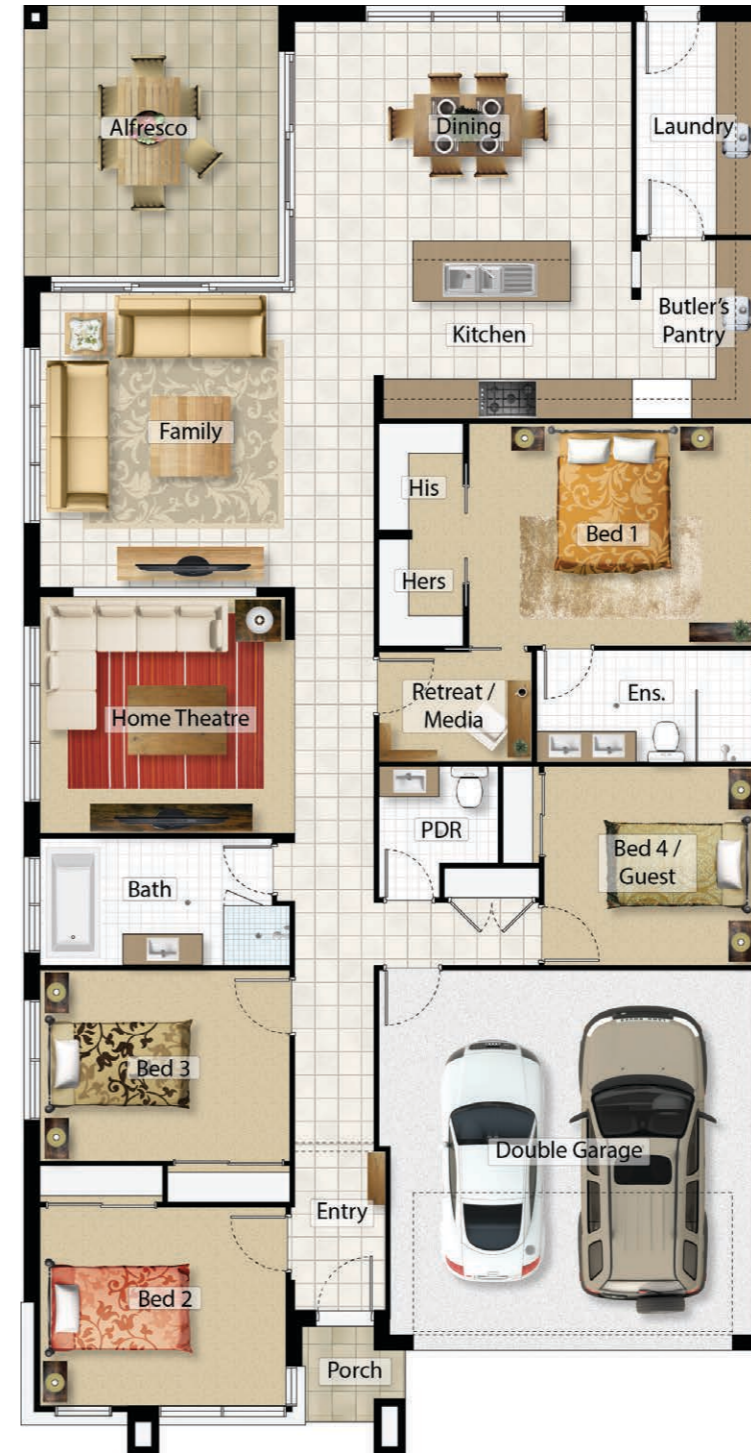 Alfresco
Dining
Laundry
Kitchen
Butler's
Pantry
Family
His
Bed 1
Hers
Retreat /
Media
Ens.
Home Theatre
PDR
Bed 4 /
Guest
Bath
Bed 3
Double Garage
Entry
Bed 2
Porch